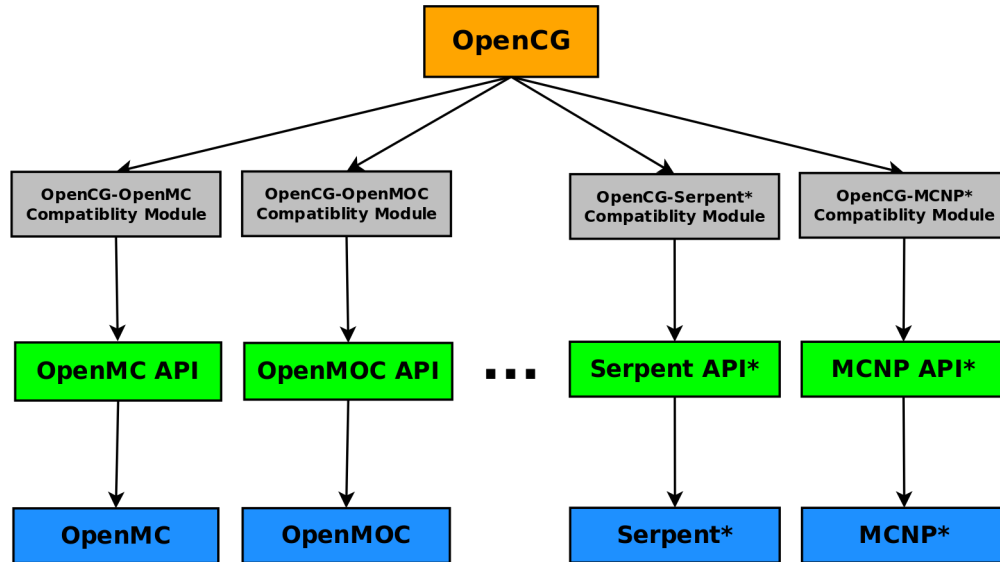 OpenCG
OpenCG-OpenMC
Compatiblity Module
OpenCG-OpenMOC
Compatiblity Module
OpenCG-Serpent*
Compatiblity Module
OpenCG-MCNP*
Compatiblity Module
OpenMC API
OpenMOC API
...
Serpent API*
MCNP API*
OpenMC
OpenMOC
Serpent*
MCNP*